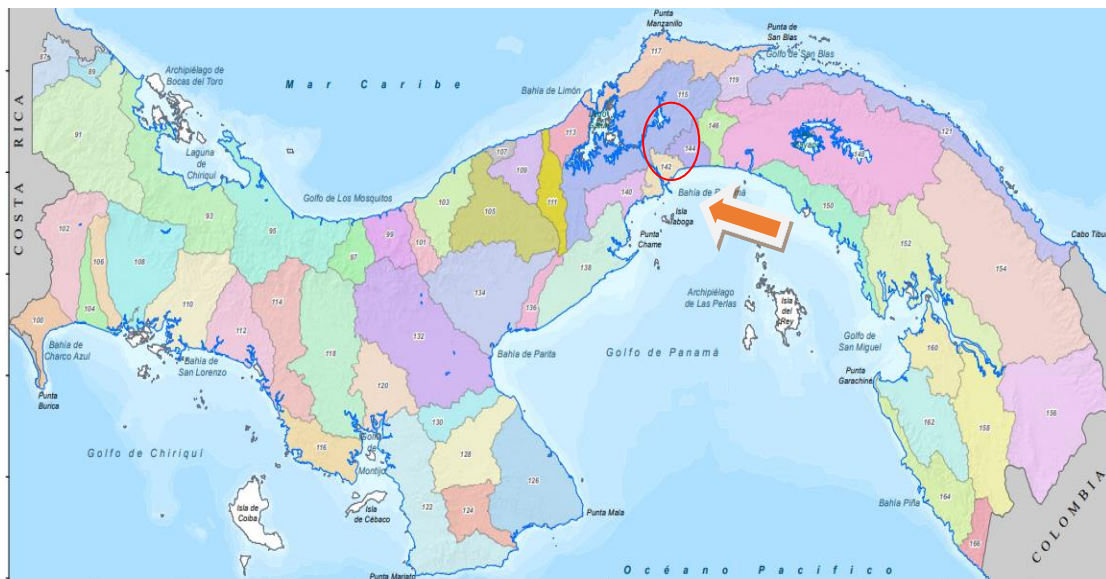 Punta
Manzanillo
Punta de
San Blas
Golfo de San Blas
87
89
Archipiélago de
Bocas del Toro
Mar Caribe
Bahía de Limón
117
119
115
COSTA RICA
91
Laguna
de
Chiriquí
113
146
144
121
107
109
142
148
Golfo de Los Mosquitos
103
105
111
140
Bahía de Panamá
150
102
93
95
99
101
Isla
Taboga
Punta
Chame
152
154
Cabo Tiburón
106
108
97
138
104
110
114
134
136
Archipiélago
de Las Perlas
Isla
del
Rey
100
Bahía de
Charco Azul
112
118
132
Golfo de
San Miguel
Bahía de
San Lorenzo
Bahía de Parita
Golfo de Panamá
160
Punta
Burica
120
Punta
Garachiné
156
130
162
116
Golfo
de
Montijo
Golfo de Chiriquí
128
158
126
Isla
de Coiba
Isla
de Cébaco
122
124
Punta Mala
Bahía Piña
164
166
COLOMBIA
Punta Mariato
Océano Pacífico